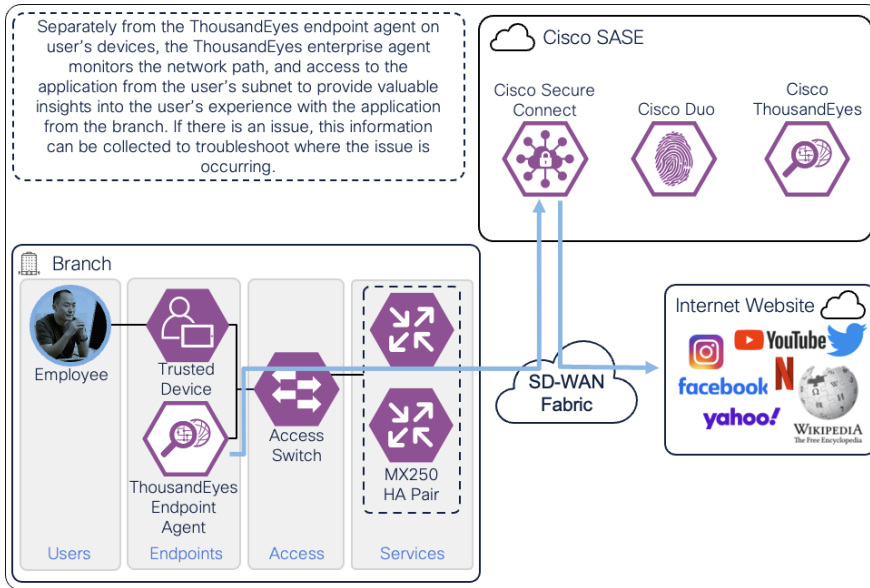 Separately from the ThousandEyes endpoint agent on
user's devices, the ThousandEyes enterprise agent
monitors the network path, and access to the
application from the user's subnet to provide valuable
insights into the user's experience with the application
from the branch. If there is an issue, this information
can be collected to troubleshoot where the issue is
occurring.
Cisco SASE
Cisco Secure
Connect
Cisco Duo
Cisco
ThousandEyes
Branch
Employee
Trusted
Device
ThousandEyes
Endpoint
Agent
Access
Switch
MX250
HA Pair
Users
Endpoints
Access
Services
SD-WAN
Fabric
Internet Website
YouTube
facebook
N
yahoo!
WIKIPEDIA
The Free Encyclopedia